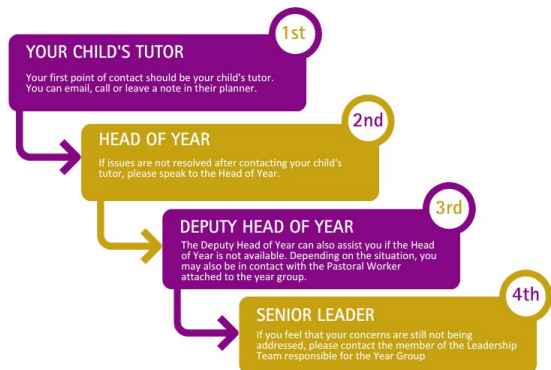 1st
YOUR CHILD'S TUTOR
Your first point of contact should be your child's tutor.
You can email, call or leave a note in their planner.
2nd
HEAD OF YEAR
If issues are not resolved after contacting your child's
tutor, please speak to the Head of Year.
3rd
DEPUTY HEAD OF YEAR
The Deputy Head of Year can also assist you if the Head
of Year is not available. Depending on the situation, you
may also be in contact with the Pastoral Worker
attached to the year group.
4th
SENIOR LEADER
If you feel that your concerns are still not being
addressed, please contact the member of the Leadership
Team responsible for the Year Group